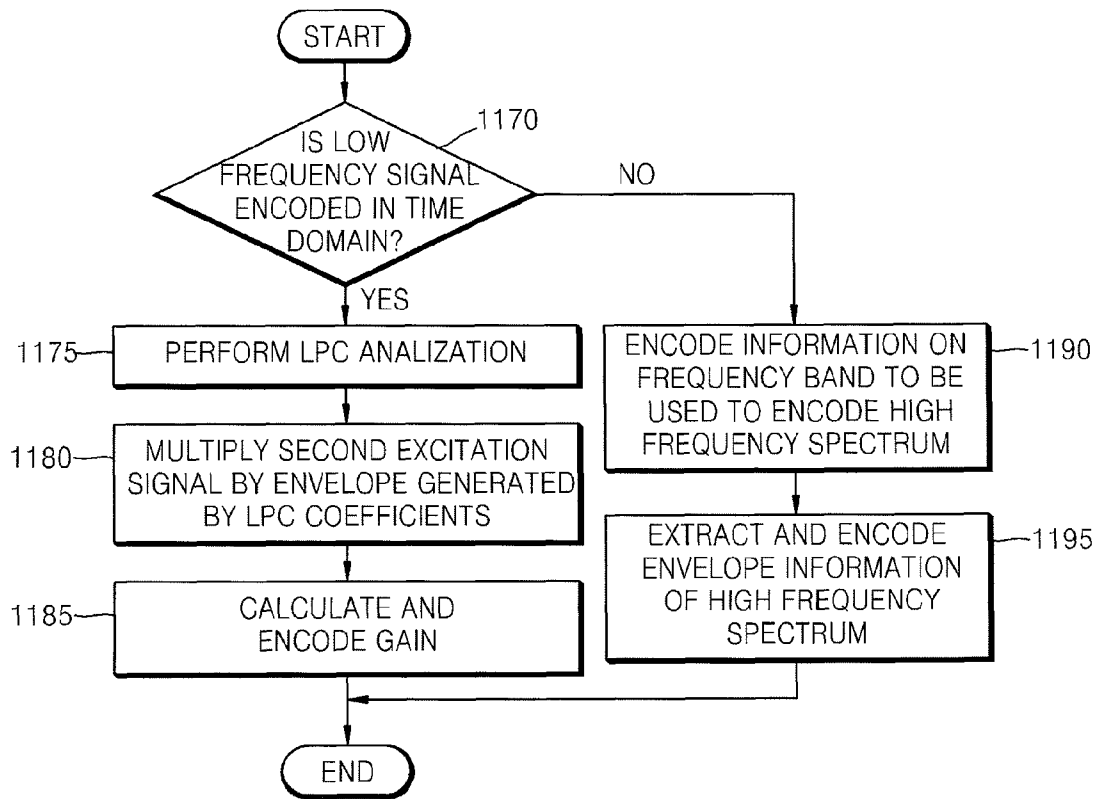 START
1170
IS LOW
FREQUENCY SIGNAL
ENCODED IN TIME
DOMAIN?
NO
YES
1175
PERFORM LPC ANALIZATION
1180
MULTIPLY SECOND EXCITATION
SIGNAL BY ENVELOPE GENERATED
BY LPC COEFFICIENTS
1185
CALCULATE AND
ENCODE GAIN
1190
ENCODE INFORMATION ON
FREQUENCY BAND TO BE
USED TO ENCODE HIGH
FREQUENCY SPECTRUM
1195
EXTRACT AND ENCODE
ENVELOPE INFORMATION
OF HIGH FREQUENCY
SPECTRUM
END